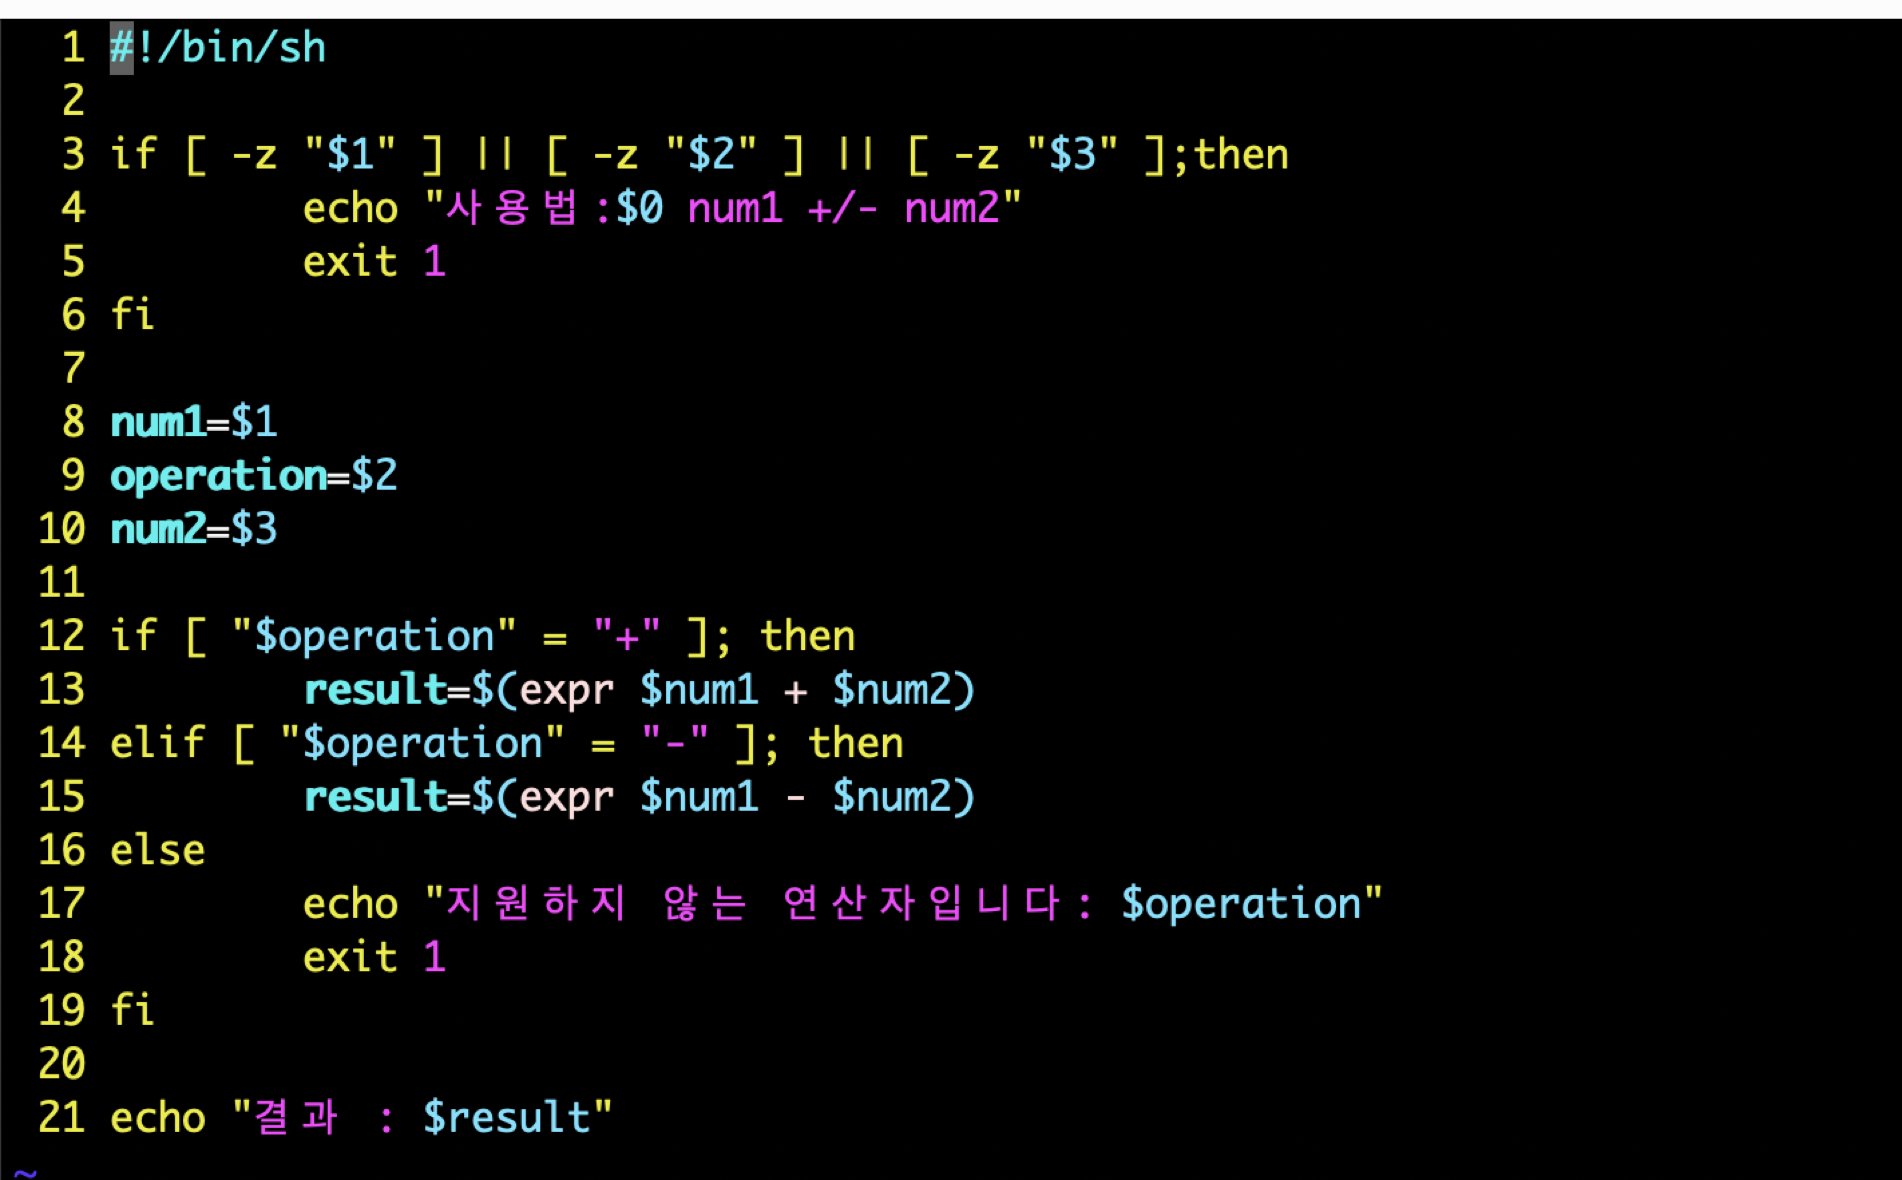 1 #!/bin/sh
2
3 if [ -z "$1" ] || [ -z "$2" ] || [ -z "$3" ];then
4         echo "사용법:$0 num1 +/- num2"
5         exit 1
6 fi
7
8 num1=$1
9 operation=$2
10 num2=$3
11
12 if [ "$operation" = "+" ]; then
13         result=$(expr $num1 + $num2)
14 elif [ "$operation" = "-" ]; then
15         result=$(expr $num1 - $num2)
16 else
17         echo "지원하지 않는 연산자입니다: $operation"
18         exit 1
19 fi
20
21 echo "결과 : $result"
~